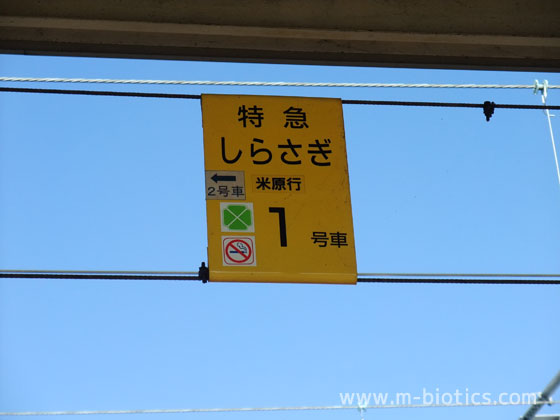 特急
しらさぎ
米原行
2号車
1号車
www.m-biotics.com